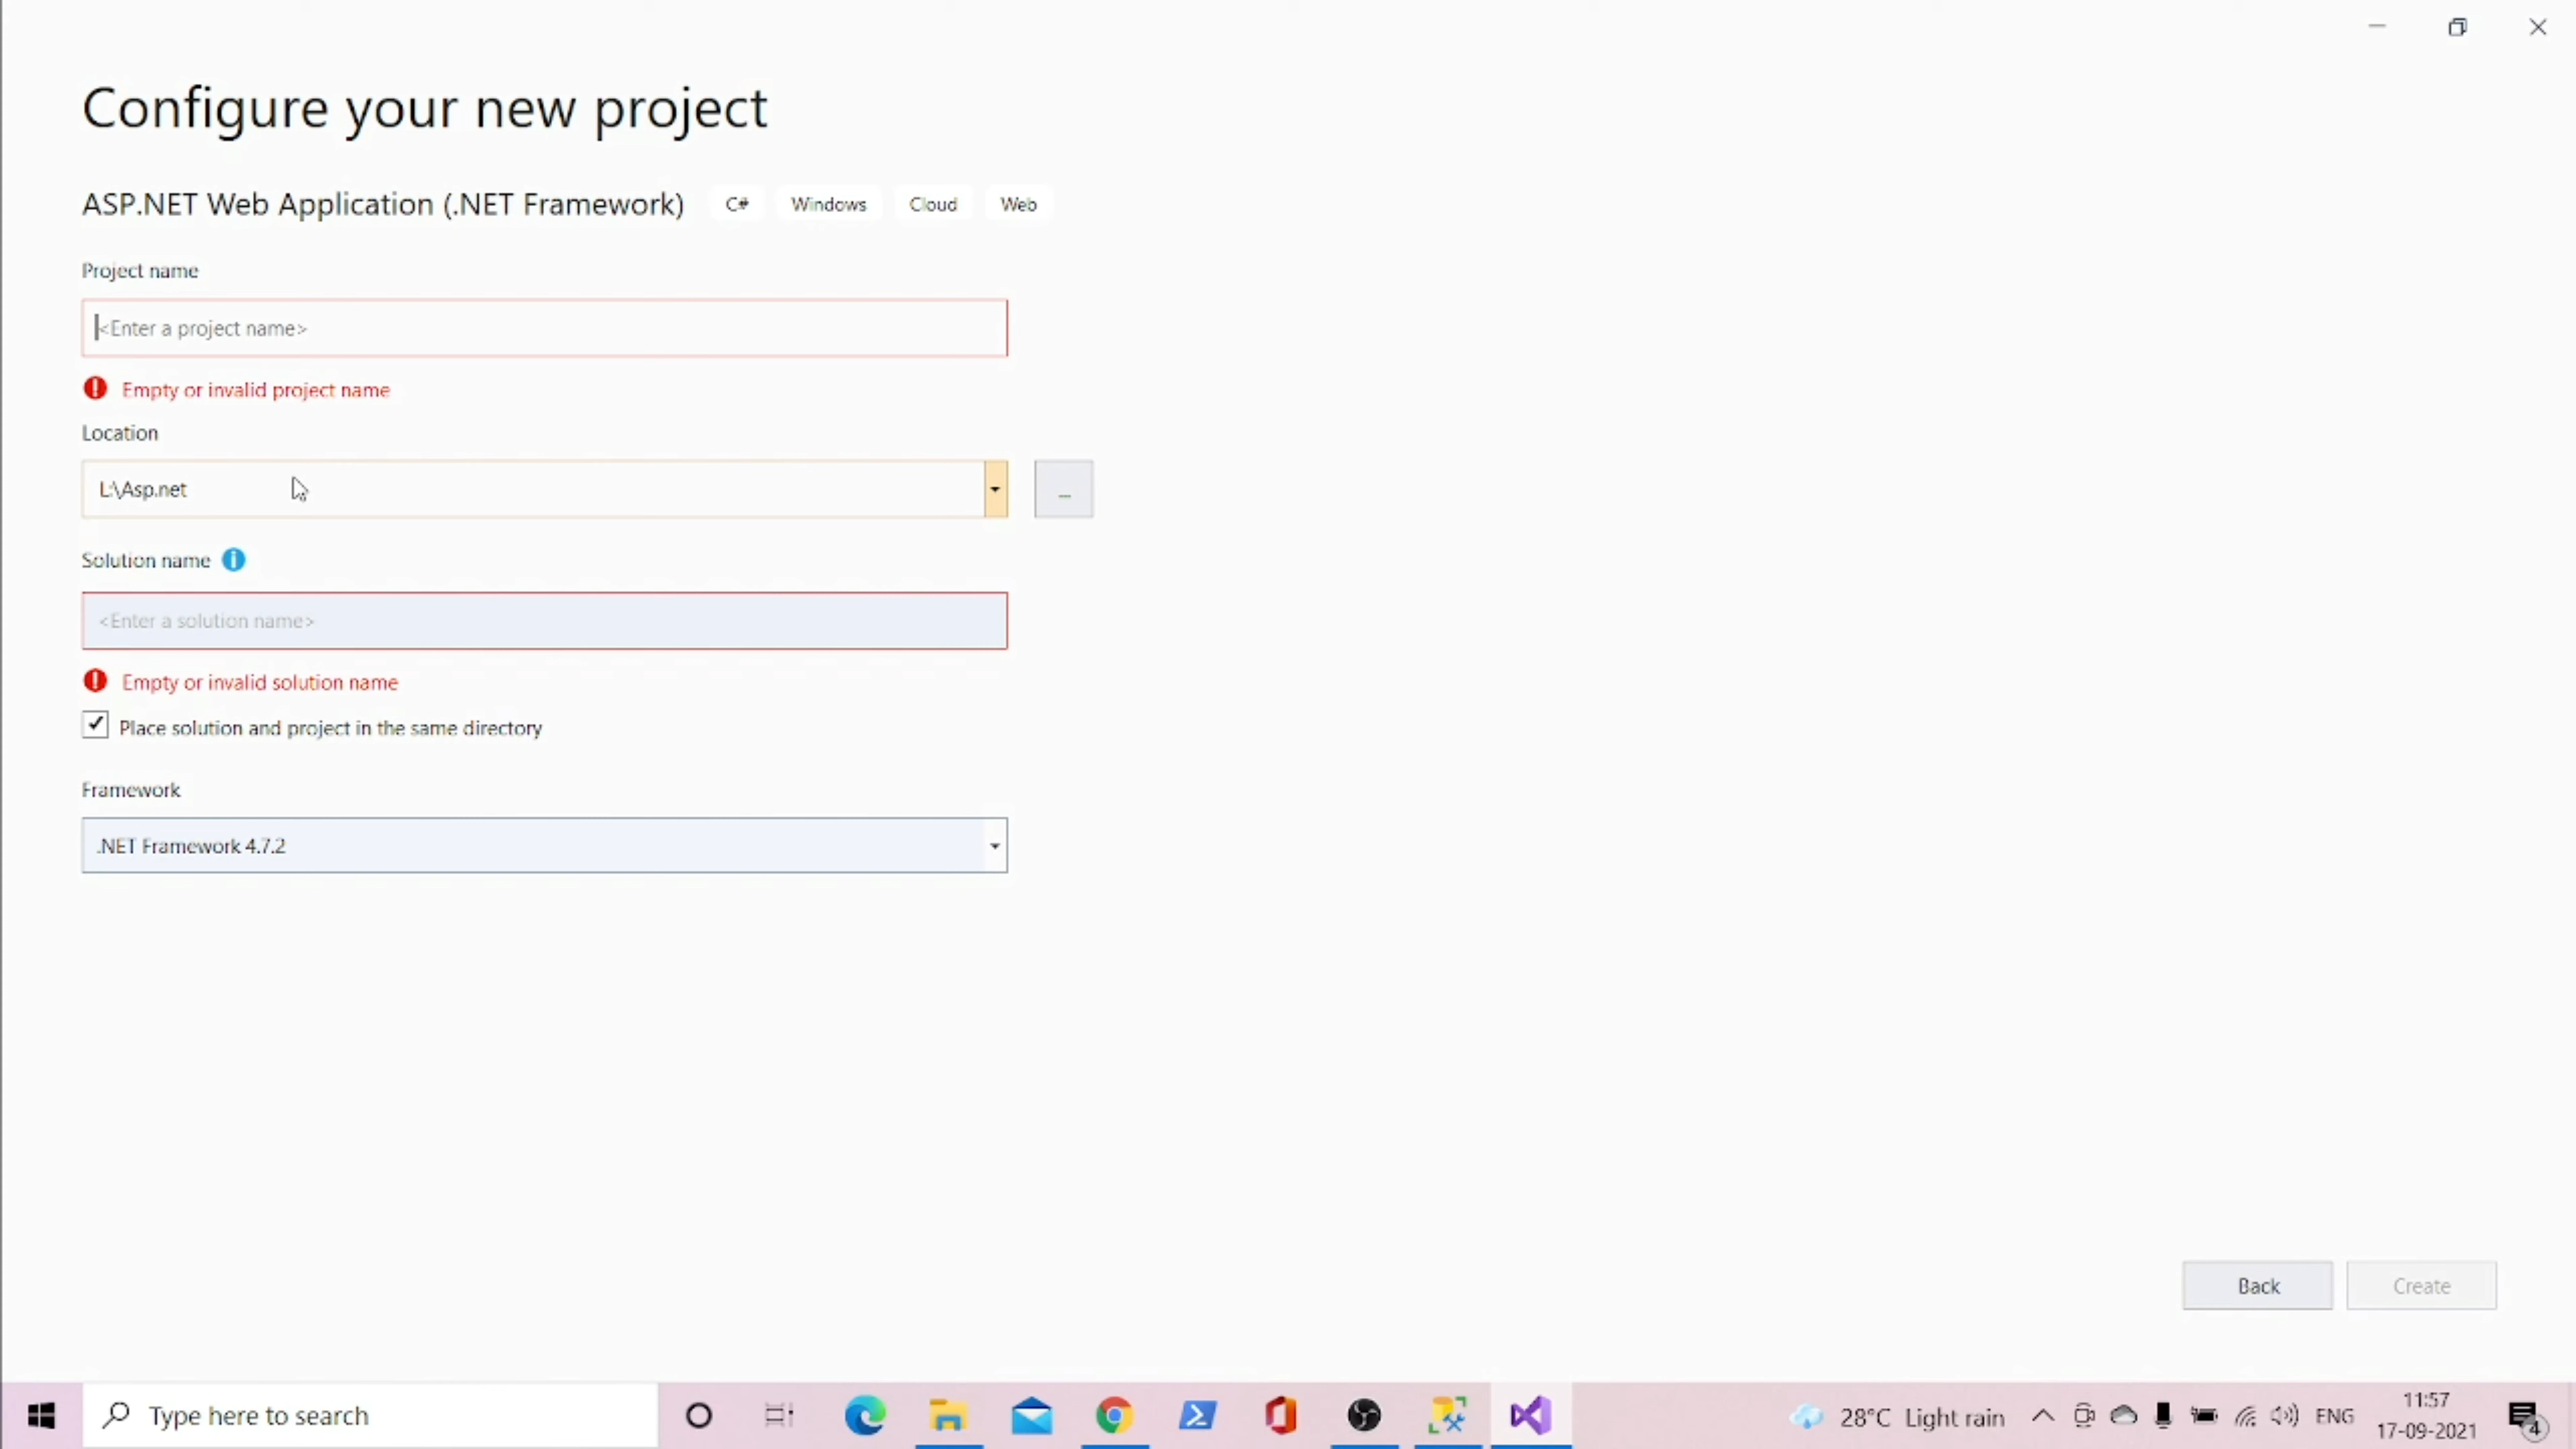 Configure your new project
ASP.NET Web Application (.NET Framework) C# Windows Cloud Web
Project name
<Enter a project name>
Empty or invalid project name
Location
L:\Asp.net
...
Solution name
<Enter a solution name>
Empty or invalid solution name
Place solution and project in the same directory
Framework
.NET Framework 4.7.2
Back Create
Type here to search
28°C Light rain
ENG
11:57
17-09-2021
4